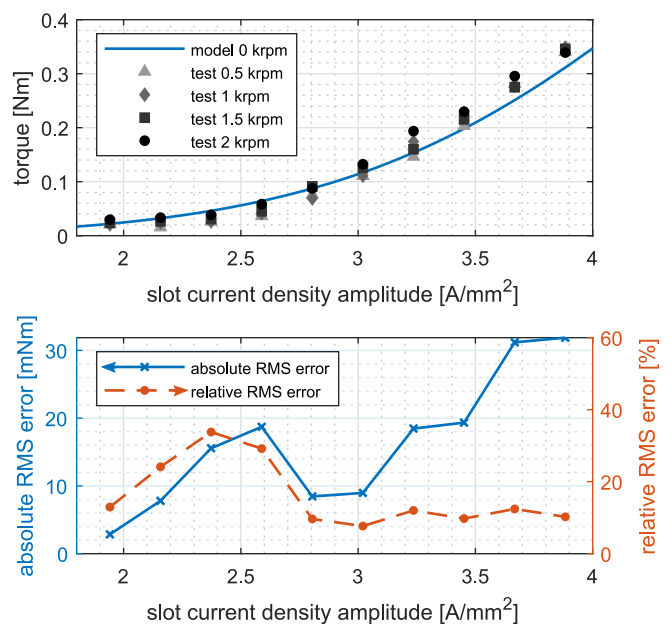 torque [Nm]
0.4
0.3
0.2
0.1
0
model 0 krpm
test 0.5 krpm
test 1 krpm
test 1.5 krpm
test 2 krpm
2 2.5 3 3.5 4
slot current density amplitude [A/mm²]
absolute RMS error [mNm]
30
20
10
0
absolute RMS error
relative RMS error
60
40
20
0
relative RMS error [%]
2 2.5 3 3.5 4
slot current density amplitude [A/mm²]